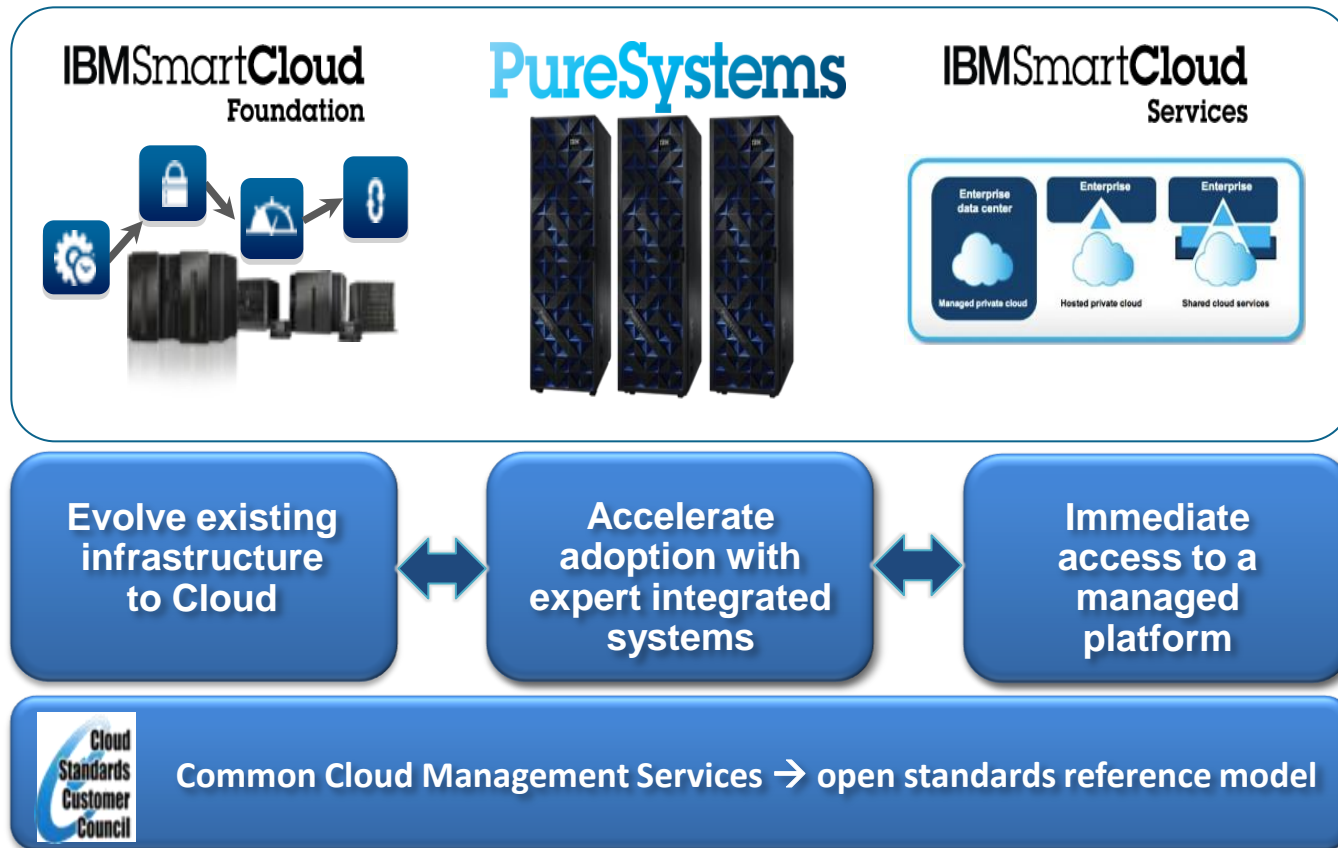 IBMSmartCloud
Foundation
PureSystems
IBMSmartCloud
Services
IBM
Enterprise
data center
Managed private cloud
Enterprise
Hosted private cloud
Enterprise
Shared cloud services
Evolve existing
infrastructure
to Cloud
Accelerate
adoption with
expert integrated
systems
Immediate
access to a
managed
platform
Cloud
Standards
Customer
Council
Common Cloud Management Services → open standards reference model